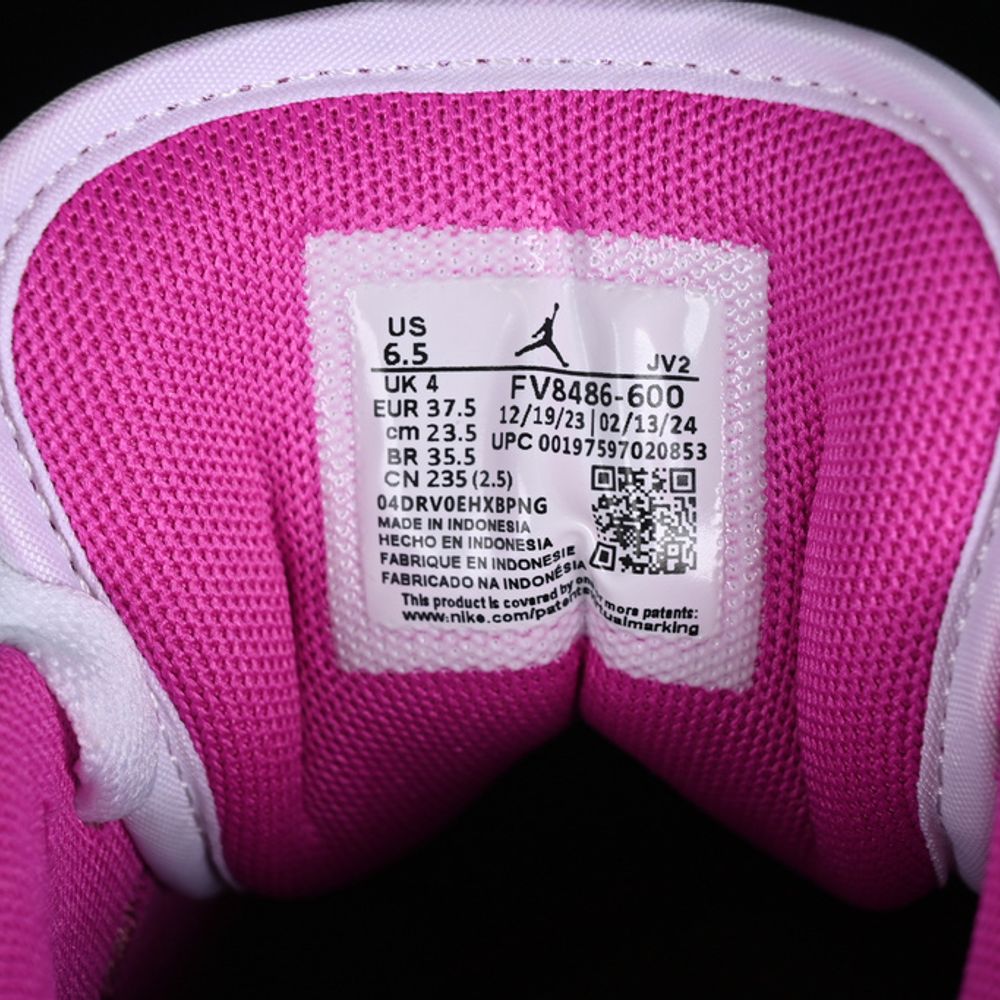 US
6.5
JV2
UK 4
EUR 37.5
cm 23.5
BR 35.5
CN 235 (2.5)
FV8486-600
12/19/23 | 02/13/24
UPC 00197597020853
04DRV0EHXBPNG
MADE IN INDONESIA
HECHO EN INDONESIA
FABRIQUE EN INDONESIE
FABRICADO NA INDONÉSIA
This product is covered by one more patents:
www.nike.com/patents